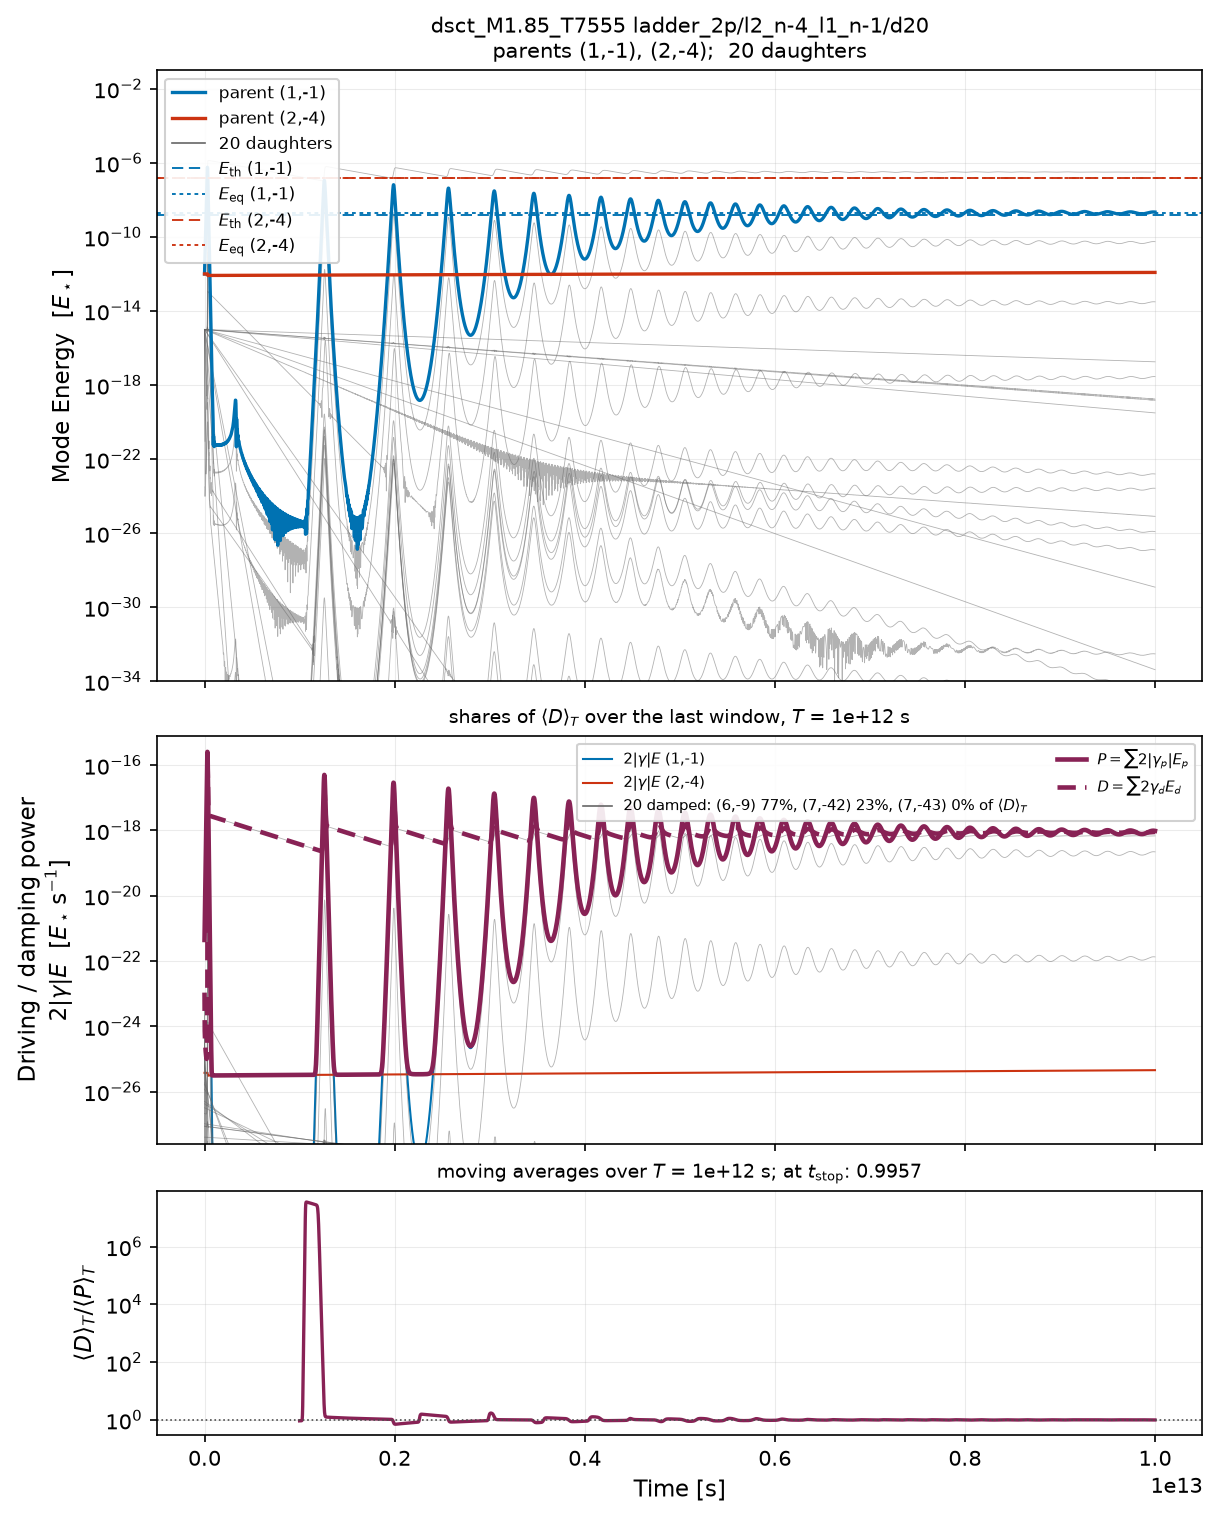 dsct_M1.85_T7555 ladder_2p/l2_n-4_l1_n-1/d20
parents (1,-1), (2,-4);  20 daughters
parent (1,-1)
parent (2,-4)
20 daughters
E_th (1,-1)
E_eq (1,-1)
E_th (2,-4)
E_eq (2,-4)
Mode Energy  [E⋆]
10^−2
10^−6
10^−10
10^−14
10^−18
10^−22
10^−26
10^−30
10^−34
shares of ⟨D⟩_T over the last window, T = 1e+12 s
2|γ|E (1,-1)
2|γ|E (2,-4)
20 damped: (6,-9) 77%, (7,-42) 23%, (7,-43) 0% of ⟨D⟩_T
P = ∑2|γ_p|E_p
D = ∑2γ_dE_d
Driving / damping power
2|γ|E  [E⋆ s^−1]
10^−16
10^−18
10^−20
10^−22
10^−24
10^−26
moving averages over T = 1e+12 s; at t_stop: 0.9957
⟨D⟩_T/⟨P⟩_T
10^6
10^4
10^2
10^0
0.0 0.2 0.4 0.6 0.8 1.0
1e13
Time [s]